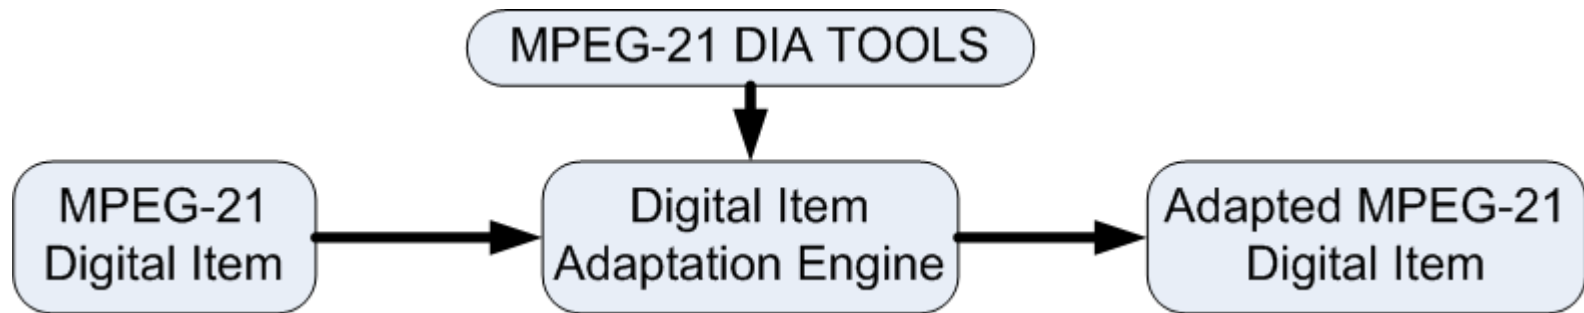 MPEG-21 DIA TOOLS
MPEG-21
Digital Item
Digital Item
Adaptation Engine
Adapted MPEG-21
Digital Item